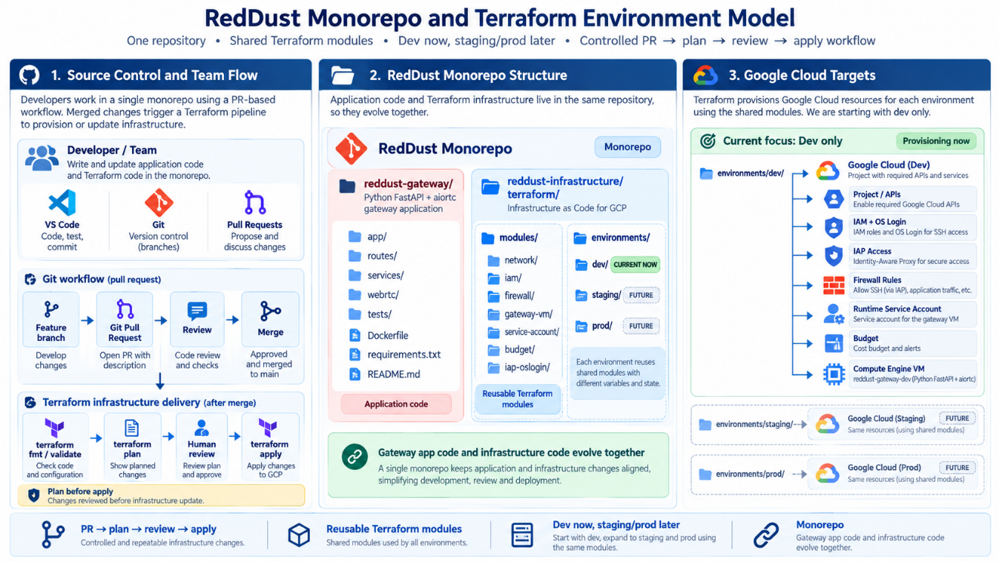 RedDust Monorepo and Terraform Environment Model
One repository • Shared Terraform modules • Dev now, staging/prod later • Controlled PR → plan → review → apply workflow
1. Source Control and Team Flow
Developers work in a single monorepo using a PR-based
workflow. Merged changes trigger a Terraform pipeline
to provision or update infrastructure.
Developer / Team
Write and update application code
and Terraform code in the monorepo.
VS Code
Code, test,
commit
Git
Version control
(branches)
Pull Requests
Propose and
discuss changes
Git workflow (pull request)
Feature
branch
Develop
changes
Git Pull
Request
Open PR with
description
Review
Code review
and checks
Merge
Approved
and merged
to main
Terraform infrastructure delivery (after merge)
terraform
fmt / validate
Check code
and configuration
terraform
plan
Show planned
changes
Human
review
Review plan
and approve
terraform
apply
Apply changes
to GCP
Plan before apply
Changes reviewed before infrastructure update.
2. RedDust Monorepo Structure
Application code and Terraform infrastructure live in the same repository,
so they evolve together.
RedDust Monorepo
Monorepo
reddust-gateway/
Python FastAPI + aiortc
gateway application
app/
routes/
services/
webrtc/
tests/
Dockerfile
requirements.txt
README.md
Application code
reddust-infrastructure/
terraform/
Infrastructure as Code for GCP
modules/
network/
iam/
firewall/
gateway-vm/
service-account/
budget/
iap-oslogin/
Reusable Terraform
modules
environments/
dev/ CURRENT NOW
staging/ FUTURE
prod/ FUTURE
Each environment reuses
shared modules with
different variables and state.
Gateway app code and infrastructure code evolve together
A single monorepo keeps application and infrastructure changes aligned,
simplifying development, review and deployment.
3. Google Cloud Targets
Terraform provisions Google Cloud resources for each environment
using the shared modules. We are starting with dev only.
Current focus: Dev only
Provisioning now
environments/dev/
Google Cloud (Dev)
Project with required APIs and services
Project / APIs
Enable required Google Cloud APIs
IAM + OS Login
IAM roles and OS Login for SSH access
IAP Access
Identity-Aware Proxy for secure access
Firewall Rules
Allow SSH (via IAP), application traffic, etc.
Runtime Service Account
Service account for the gateway VM
Budget
Cost budget and alerts
Compute Engine VM
reddust-gateway-dev (Python FastAPI + aiortc)
environments/staging/
Google Cloud (Staging)
FUTURE
Same resources (using shared modules)
environments/prod/
Google Cloud (Prod)
FUTURE
Same resources (using shared modules)
PR → plan → review → apply
Controlled and repeatable infrastructure changes.
Reusable Terraform modules
Shared modules used by all environments.
Dev now, staging/prod later
Start with dev, expand to staging and prod using
the same modules.
Monorepo
Gateway app code and infrastructure code
evolve together.